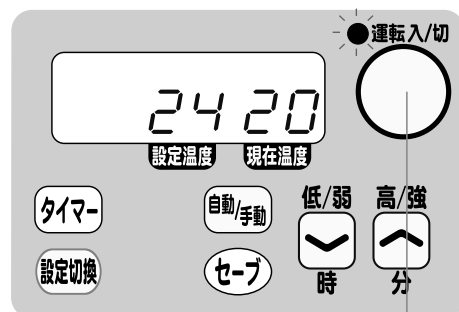 運転入/切
24 20
設定温度 現在温度
タイマー 自動/手動 低/弱 高/強
設定切換 セーブ 時 分